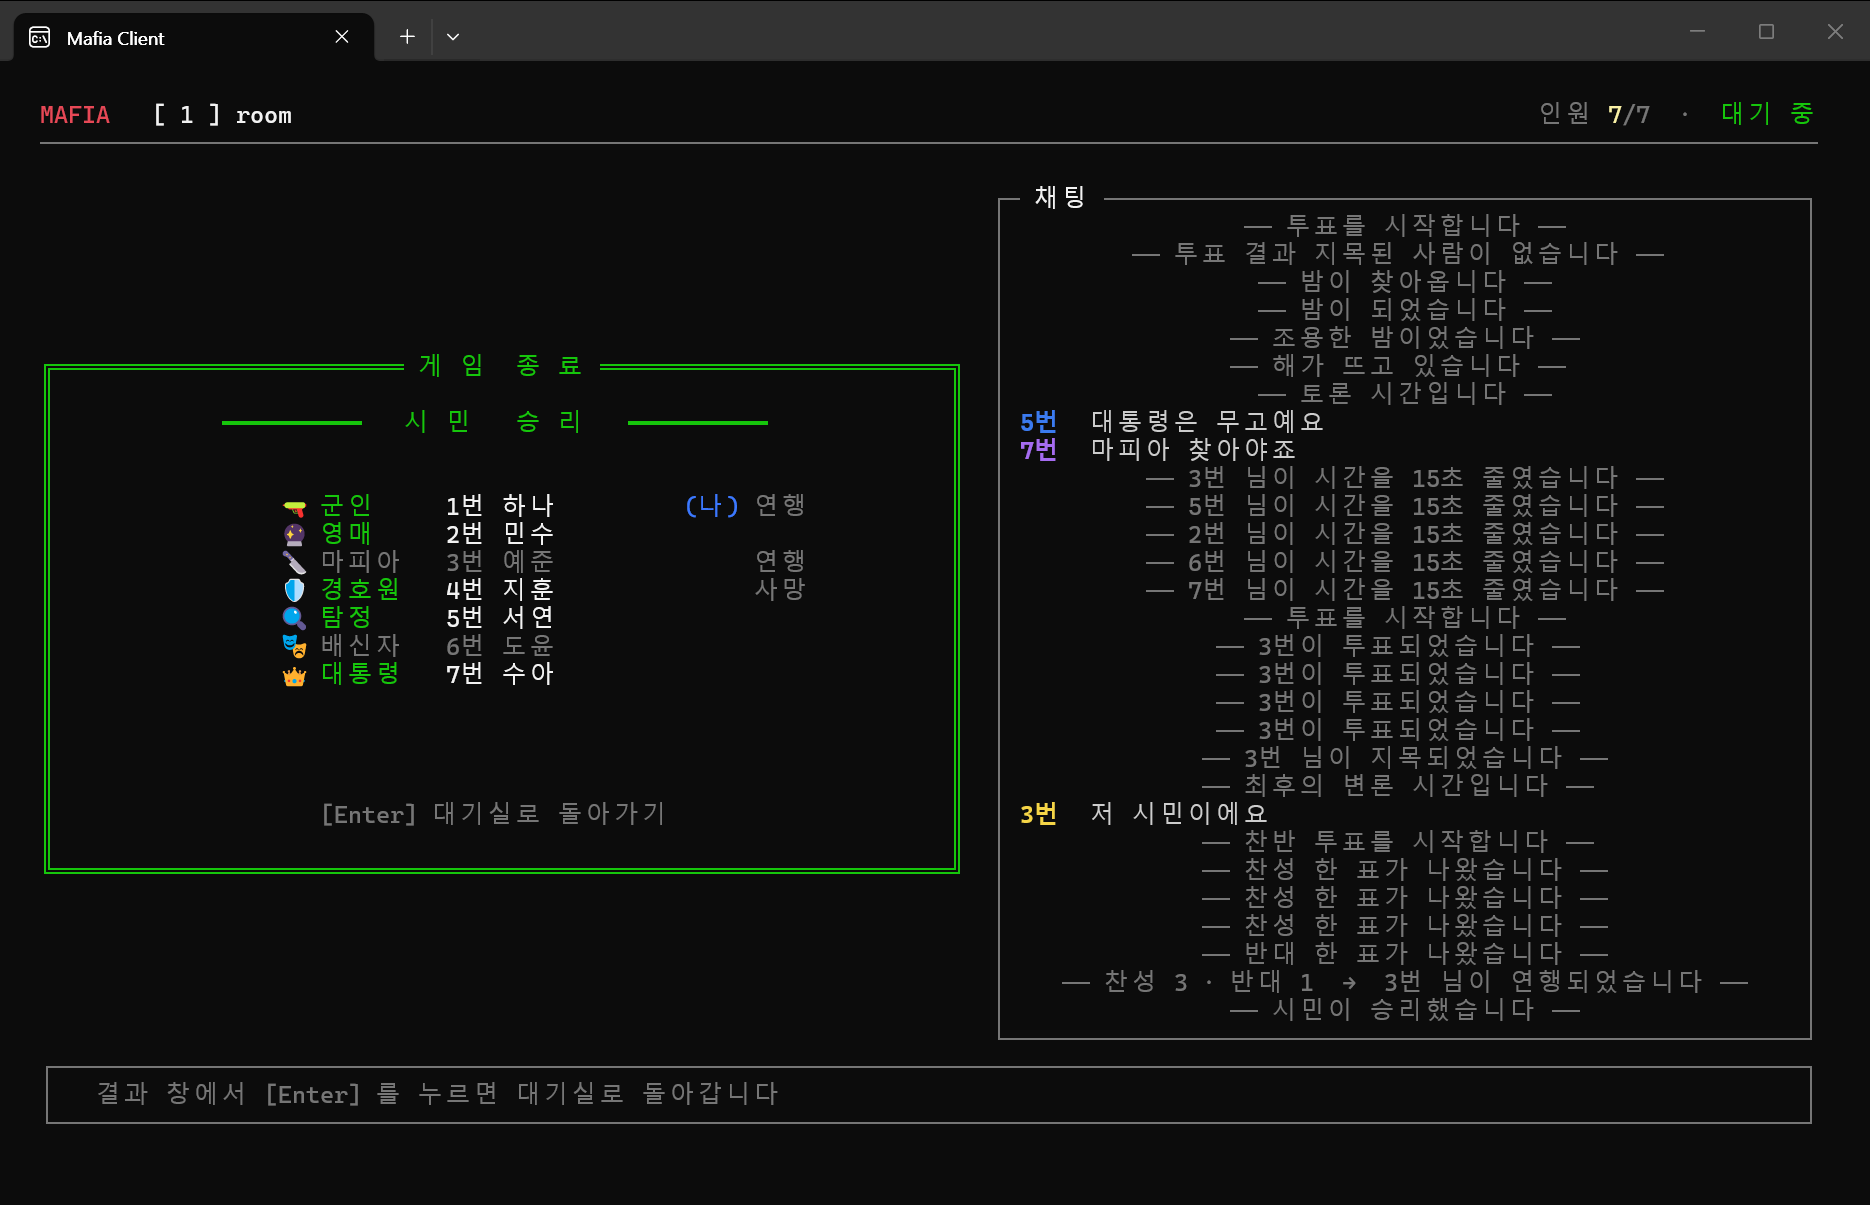 Mafia Client
MAFIA [ 1 ] room
인원 7/7 · 대기 중
게 임 종 료
시 민 승 리
군인 1번 하나 (나) 연행
영매 2번 민수
마피아 3번 예준 연행
경호원 4번 지훈 사망
탐정 5번 서연
배신자 6번 도윤
대통령 7번 수아
[Enter] 대기실로 돌아가기
채팅
── 투표를 시작합니다 ──
── 투표 결과 지목된 사람이 없습니다 ──
── 밤이 찾아옵니다 ──
── 밤이 되었습니다 ──
── 조용한 밤이었습니다 ──
── 해가 뜨고 있습니다 ──
── 토론 시간입니다 ──
5번 대통령은 무고예요
7번 마피아 찾아야죠
── 3번 님이 시간을 15초 줄였습니다 ──
── 5번 님이 시간을 15초 줄였습니다 ──
── 2번 님이 시간을 15초 줄였습니다 ──
── 6번 님이 시간을 15초 줄였습니다 ──
── 7번 님이 시간을 15초 줄였습니다 ──
── 투표를 시작합니다 ──
── 3번이 투표되었습니다 ──
── 3번이 투표되었습니다 ──
── 3번이 투표되었습니다 ──
── 3번이 투표되었습니다 ──
── 3번 님이 지목되었습니다 ──
── 최후의 변론 시간입니다 ──
3번 저 시민이에요
── 찬반 투표를 시작합니다 ──
── 찬성 한 표가 나왔습니다 ──
── 찬성 한 표가 나왔습니다 ──
── 찬성 한 표가 나왔습니다 ──
── 반대 한 표가 나왔습니다 ──
── 찬성 3 · 반대 1 → 3번 님이 연행되었습니다 ──
── 시민이 승리했습니다 ──
결과 창에서 [Enter] 를 누르면 대기실로 돌아갑니다